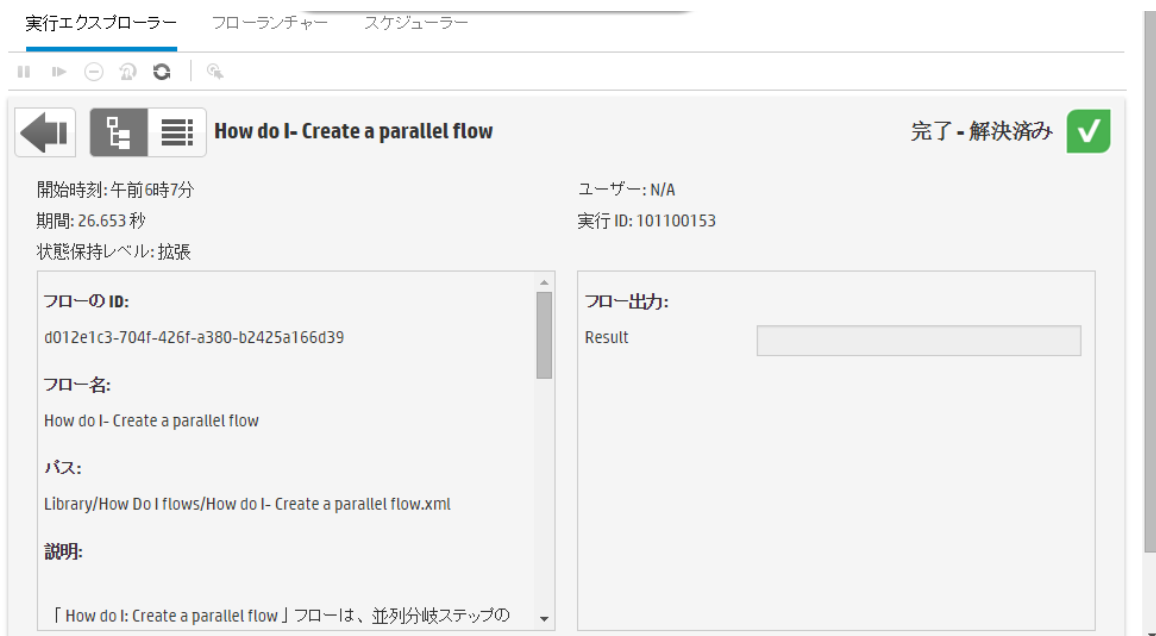 実行エクスプローラー フローランチャー スケジューラー
How do I- Create a parallel flow 完了 - 解決済み
開始時刻: 午前6時7分 ユーザー: N/A
期間: 26.653 秒 実行 ID: 101100153
状態保持レベル: 拡張
フローの ID:
d012e1c3-704f-426f-a380-b2425a166d39
フロー名:
How do I- Create a parallel flow
パス:
Library/How Do I flows/How do I- Create a parallel flow.xml
説明:
「How do I: Create a parallel flow」フローは、並列分岐ステップの
フロー出力:
Result